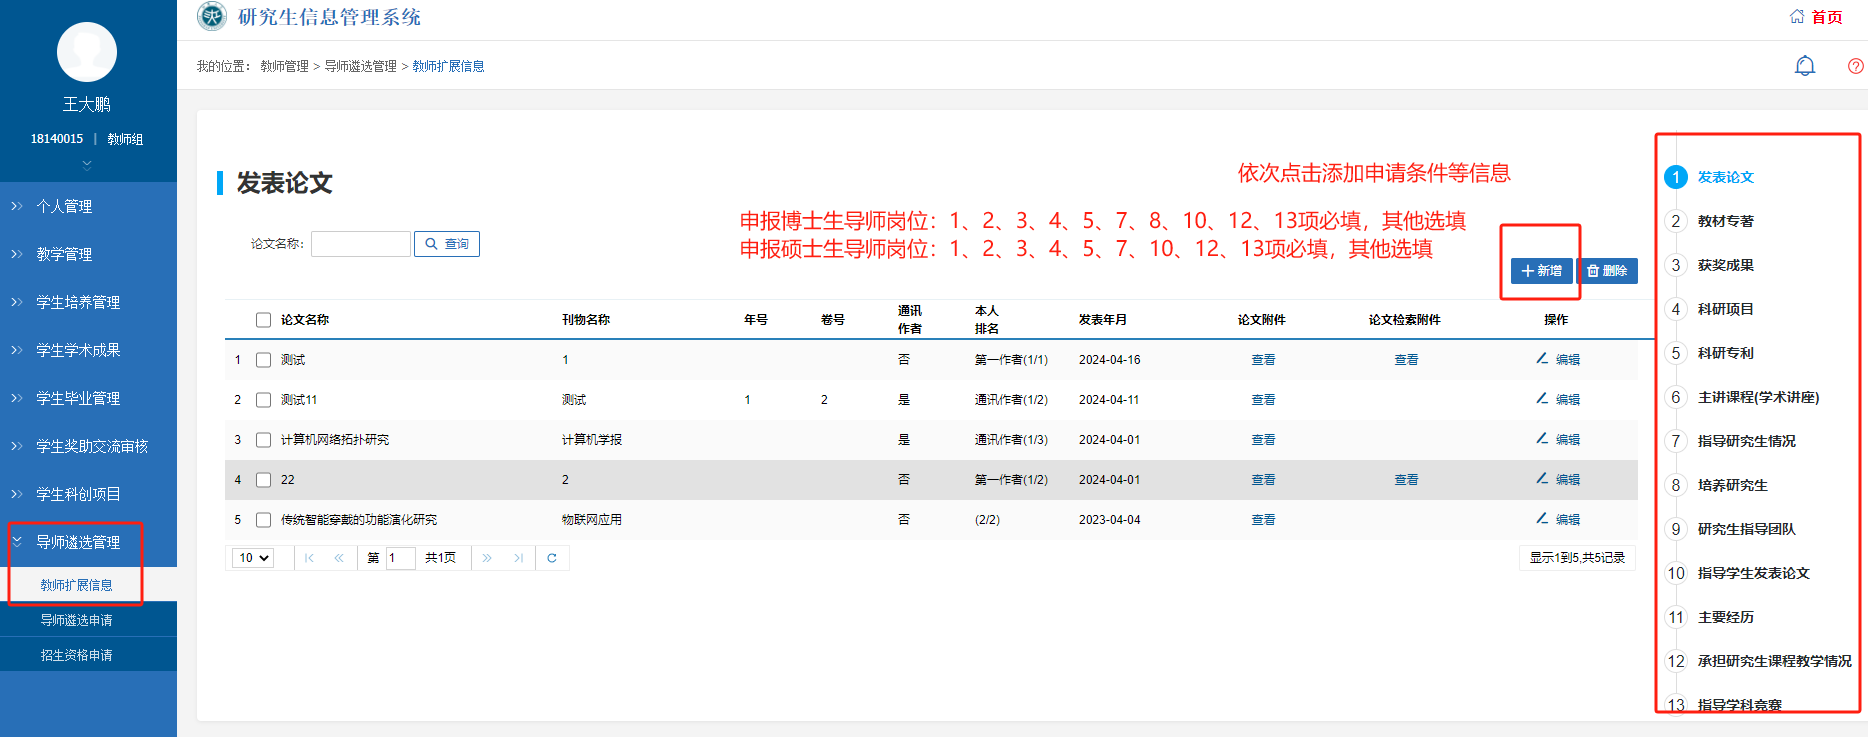 研究生信息管理系统
首页
我的位置： 教师管理 > 导师遴选管理 > 教师扩展信息
王大鹏
18140015 | 教师组
个人管理
教学管理
学生培养管理
学生学术成果
学生毕业管理
学生奖助交流审核
学生科创项目
导师遴选管理
教师扩展信息
导师遴选申请
招生资格申请
发表论文
依次点击添加申请条件等信息
申报博士生导师岗位：1、2、3、4、5、7、8、10、12、13项必填，其他选填
申报硕士生导师岗位：1、2、3、4、5、7、10、12、13项必填，其他选填
论文名称： 查询
新增 删除
论文名称 刊物名称 年号 卷号 通讯作者 本人排名 发表年月 论文附件 论文检索附件 操作
1 测试 1 否 第一作者(1/1) 2024-04-16 查看 查看 编辑
2 测试11 测试 1 2 是 通讯作者(1/2) 2024-04-11 查看 编辑
3 计算机网络拓扑研究 计算机学报 是 通讯作者(1/3) 2024-04-01 查看 编辑
4 22 2 否 第一作者(1/2) 2024-04-01 查看 查看 编辑
5 传统智能穿戴的功能演化研究 物联网应用 否 (2/2) 2023-04-04 查看 编辑
10 第 1 共1页 显示1到5,共5记录
1 发表论文
2 教材专著
3 获奖成果
4 科研项目
5 科研专利
6 主讲课程(学术讲座)
7 指导研究生情况
8 培养研究生
9 研究生指导团队
10 指导学生发表论文
11 主要经历
12 承担研究生课程教学情况
13 指导学科竞赛